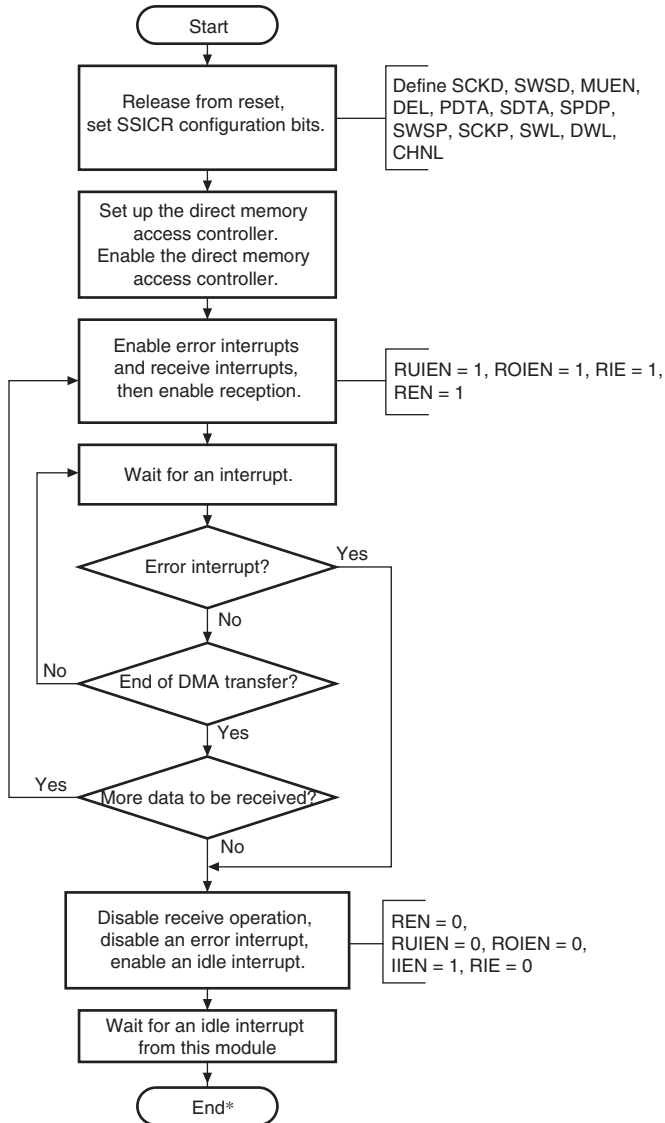 Start
Release from reset,
set SSICR configuration bits.
Define SCKD, SWSD, MUEN,
DEL, PDTA, SDTA, SPDP,
SWSP, SCKP, SWL, DWL,
CHNL
Set up the direct memory
access controller.
Enable the direct memory
access controller.
Enable error interrupts
and receive interrupts,
then enable reception.
RUIEN = 1, ROIEN = 1, RIE = 1,
REN = 1
Wait for an interrupt.
Error interrupt?
Yes
No
End of DMA transfer?
No
Yes
More data to be received?
Yes
No
Disable receive operation,
disable an error interrupt,
enable an idle interrupt.
REN = 0,
RUIEN = 0, ROIEN = 0,
IIEN = 1, RIE = 0
Wait for an idle interrupt
from this module
End*